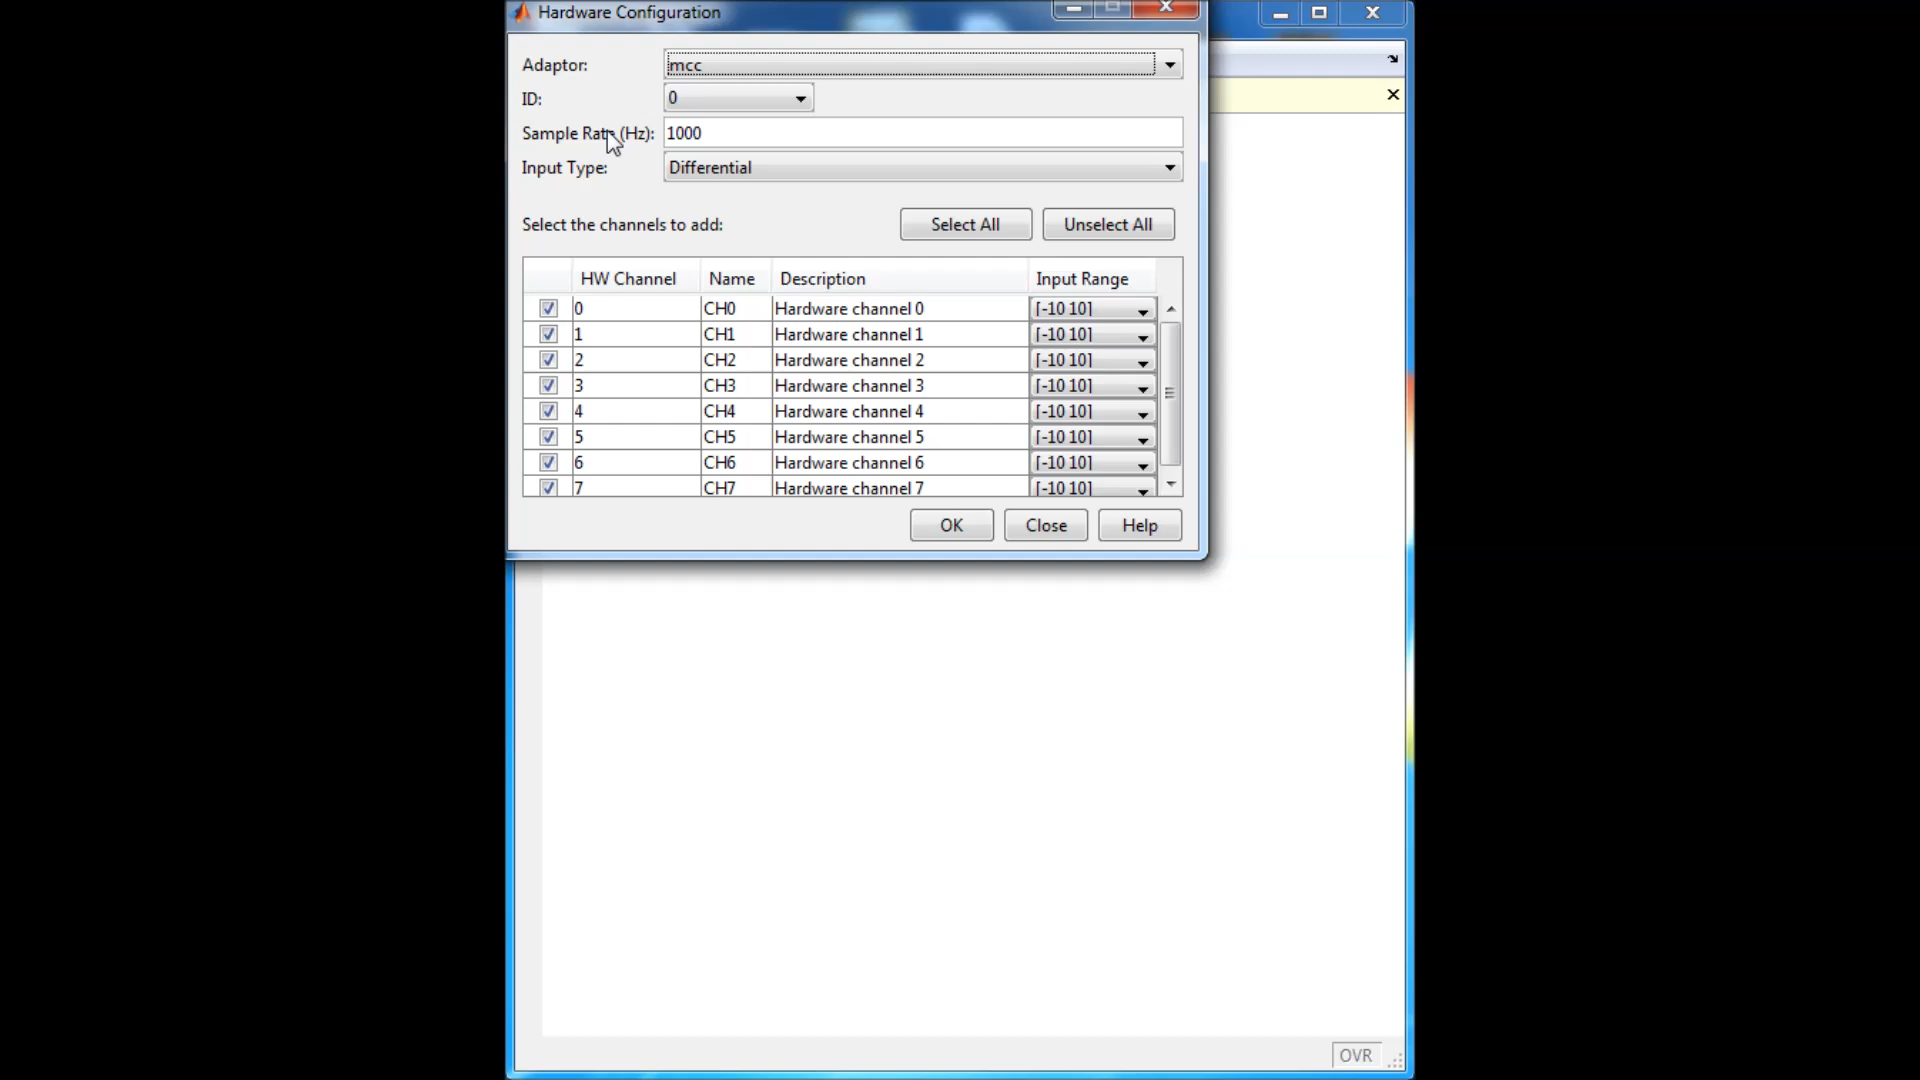 Hardware Configuration
Adaptor: mcc
ID: 0
Sample Rate (Hz): 1000
Input Type: Differential
Select the channels to add: Select All Unselect All
HW Channel Name Description Input Range
0 CH0 Hardware channel 0 [-10 10]
1 CH1 Hardware channel 1 [-10 10]
2 CH2 Hardware channel 2 [-10 10]
3 CH3 Hardware channel 3 [-10 10]
4 CH4 Hardware channel 4 [-10 10]
5 CH5 Hardware channel 5 [-10 10]
6 CH6 Hardware channel 6 [-10 10]
7 CH7 Hardware channel 7 [-10 10]
OK Close Help
OVR